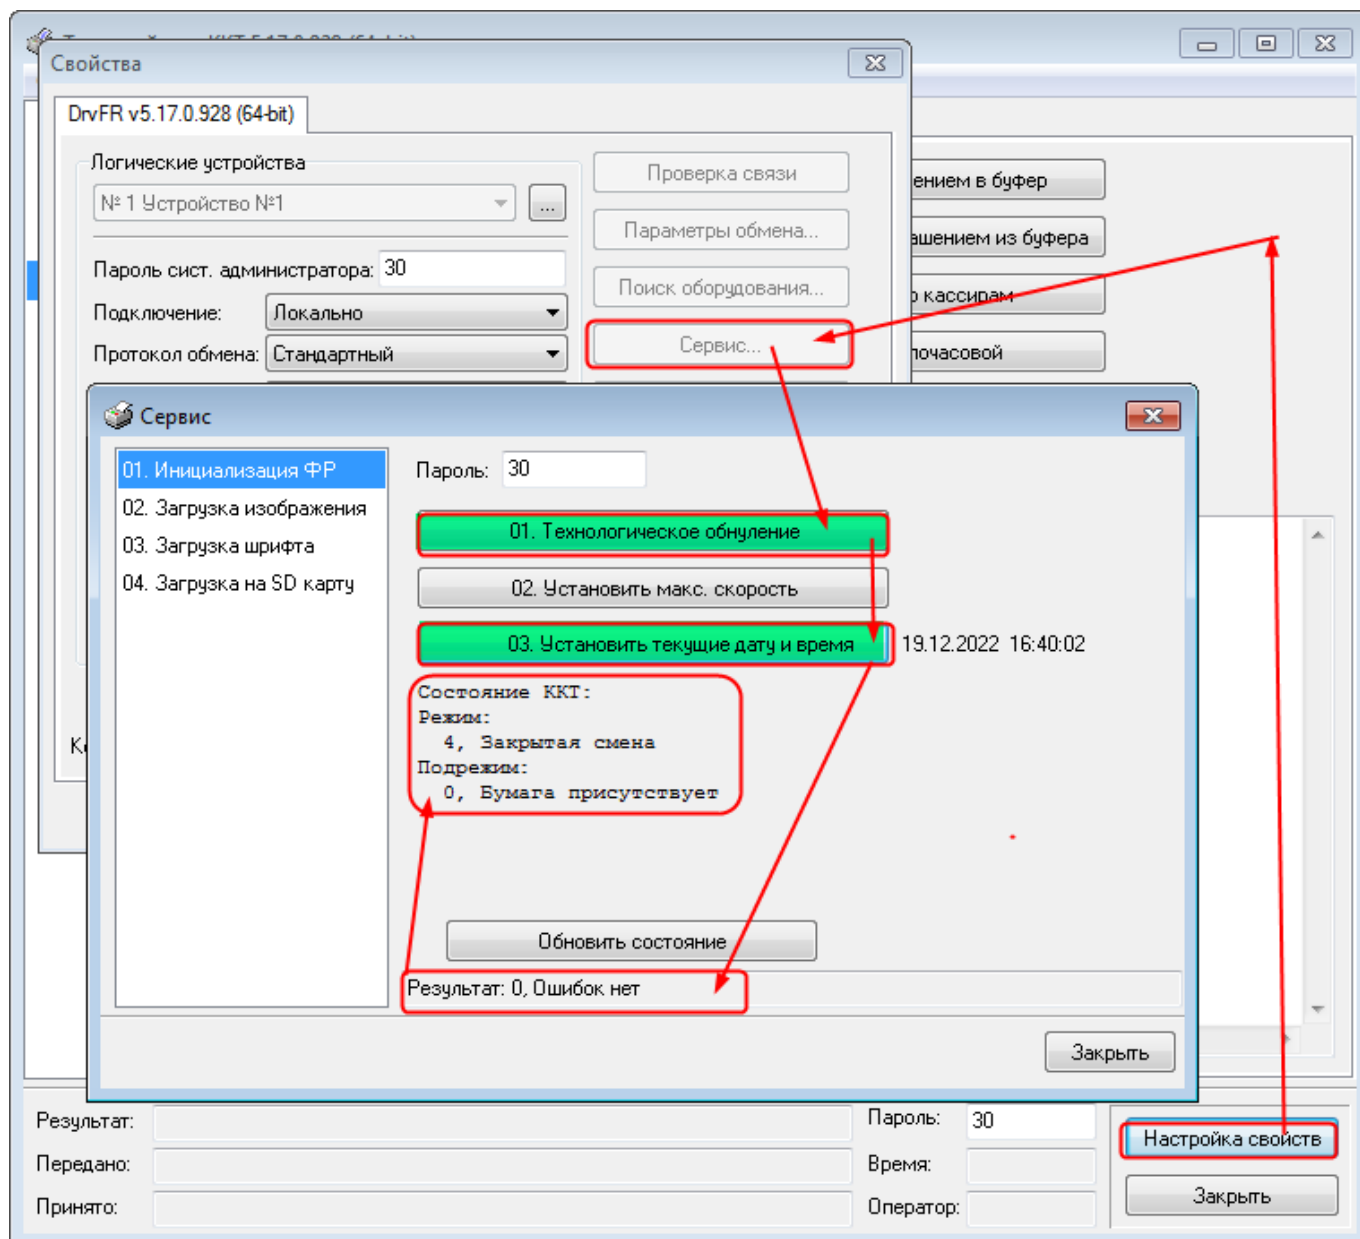 Свойства
DrvFR v5.17.0.928 (64-bit)
Логические устройства
№ 1 Устройство №1
...
Пароль сист. администратора: 30
Подключение: Локально
Протокол обмена: Стандартный
Проверка связи
Параметры обмена...
Поиск оборудования...
Сервис...
ением в буфер
ашением из буфера
кассирам
почасовой
Сервис
01. Инициализация ФР
02. Загрузка изображения
03. Загрузка шрифта
04. Загрузка на SD карту
Пароль: 30
01. Технологическое обнуление
02. Установить макс. скорость
03. Установить текущие дату и время 19.12.2022 16:40:02
Состояние ККТ:
Режим:
4, Закрытая смена
Подрежим:
0, Бумага присутствует
Обновить состояние
Результат: 0, Ошибок нет
Закрыть
Результат:
Передано:
Принято:
Пароль: 30
Время:
Оператор:
Настройка свойств
Закрыть